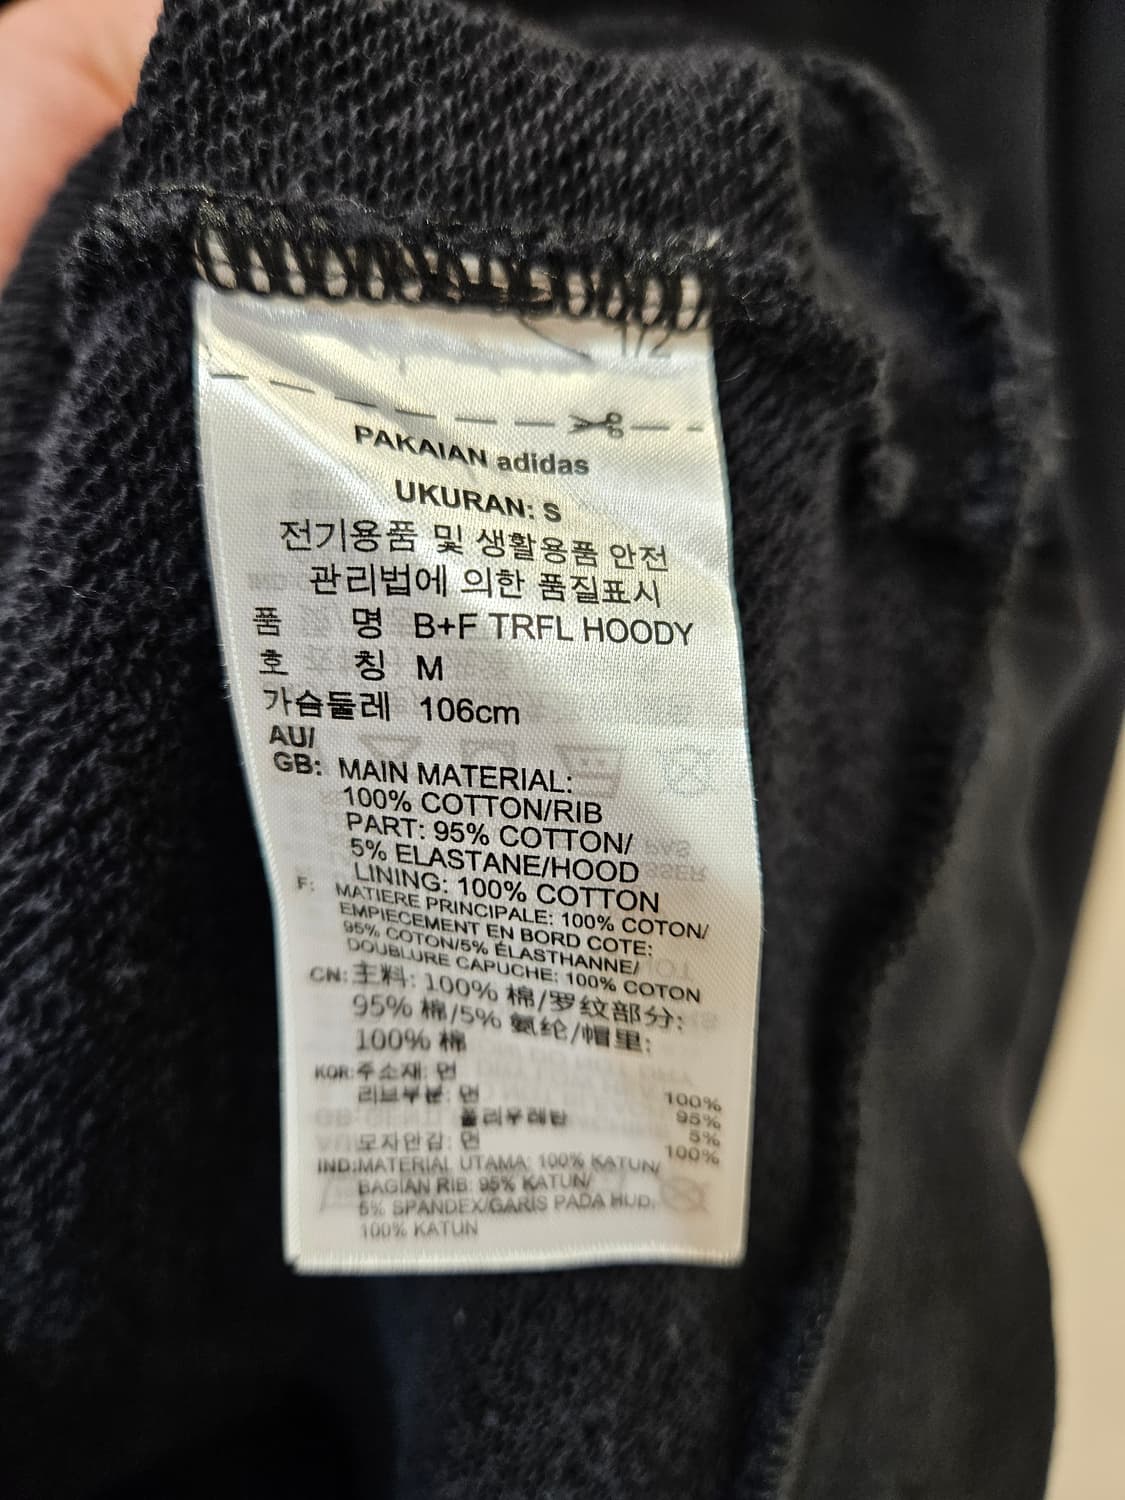 1/2
PAKAIAN adidas
UKURAN: S
전기용품 및 생활용품 안전
관리법에 의한 품질표시
품 명 B+F TRFL HOODY
호 칭 M
가슴둘레 106cm
AU/
GB: MAIN MATERIAL:
100% COTTON/RIB
PART: 95% COTTON/
5% ELASTANE/HOOD
LINING: 100% COTTON
F: MATIERE PRINCIPALE: 100% COTON/
EMPIECEMENT EN BORD COTE:
95% COTON/5% ÉLASTHANNE/
DOUBLURE CAPUCHE: 100% COTON
CN: 主料: 100% 棉/罗纹部分:
95% 棉/5% 氨纶/帽里:
100% 棉
KOR: 주소재: 면 100%
리브부분: 면 95%
폴리우레탄 5%
모자안감: 면 100%
IND: MATERIAL UTAMA: 100% KATUN/
BAGIAN RIB: 95% KATUN/
5% SPANDEX/GARIS PADA HUD:
100% KATUN